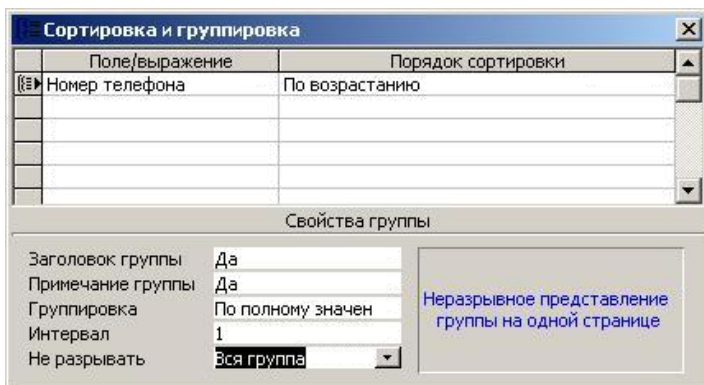 Сортировка и группировка
Поле/выражение Порядок сортировки
Номер телефона По возрастанию
Свойства группы
Заголовок группы Да
Примечание группы Да
Группировка По полному значен
Интервал 1
Не разрывать Вся группа
Неразрывное представление
группы на одной странице